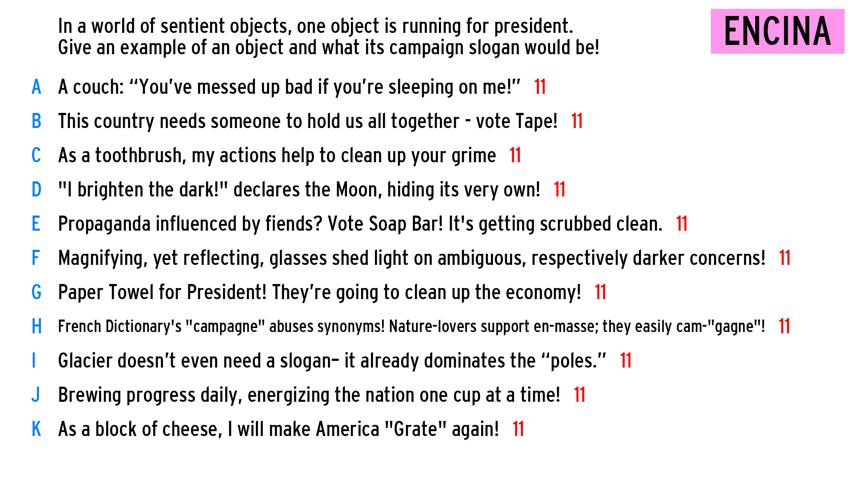 In a world of sentient objects, one object is running for president.
Give an example of an object and what its campaign slogan would be!
ENCINA
A A couch: “You’ve messed up bad if you’re sleeping on me!” 11
B This country needs someone to hold us all together - vote Tape! 11
C As a toothbrush, my actions help to clean up your grime 11
D "I brighten the dark!" declares the Moon, hiding its very own! 11
E Propaganda influenced by fiends? Vote Soap Bar! It's getting scrubbed clean. 11
F Magnifying, yet reflecting, glasses shed light on ambiguous, respectively darker concerns! 11
G Paper Towel for President! They’re going to clean up the economy! 11
H French Dictionary's "campagne" abuses synonyms! Nature-lovers support en-masse; they easily cam-"gagne"! 11
I Glacier doesn’t even need a slogan– it already dominates the “poles.” 11
J Brewing progress daily, energizing the nation one cup at a time! 11
K As a block of cheese, I will make America "Grate" again! 11